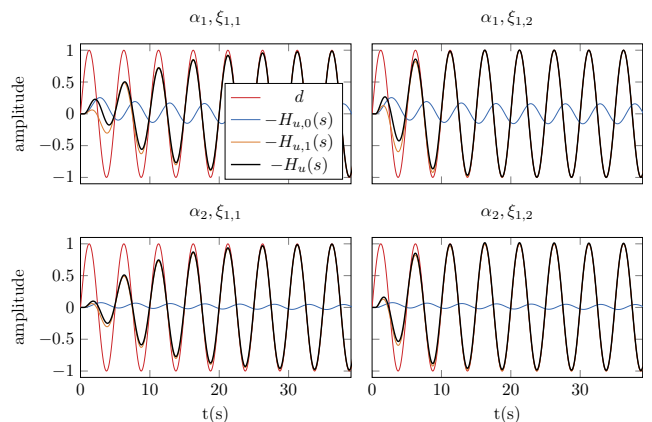 α₁, ξ₁,₁
α₁, ξ₁,₂
amplitude
1
0.5
0
−0.5
−1
d
−Hᵤ,₀(s)
−Hᵤ,₁(s)
−Hᵤ(s)
α₂, ξ₁,₁
α₂, ξ₁,₂
amplitude
1
0.5
0
−0.5
−1
0 10 20 30
0 10 20 30
t(s)
t(s)